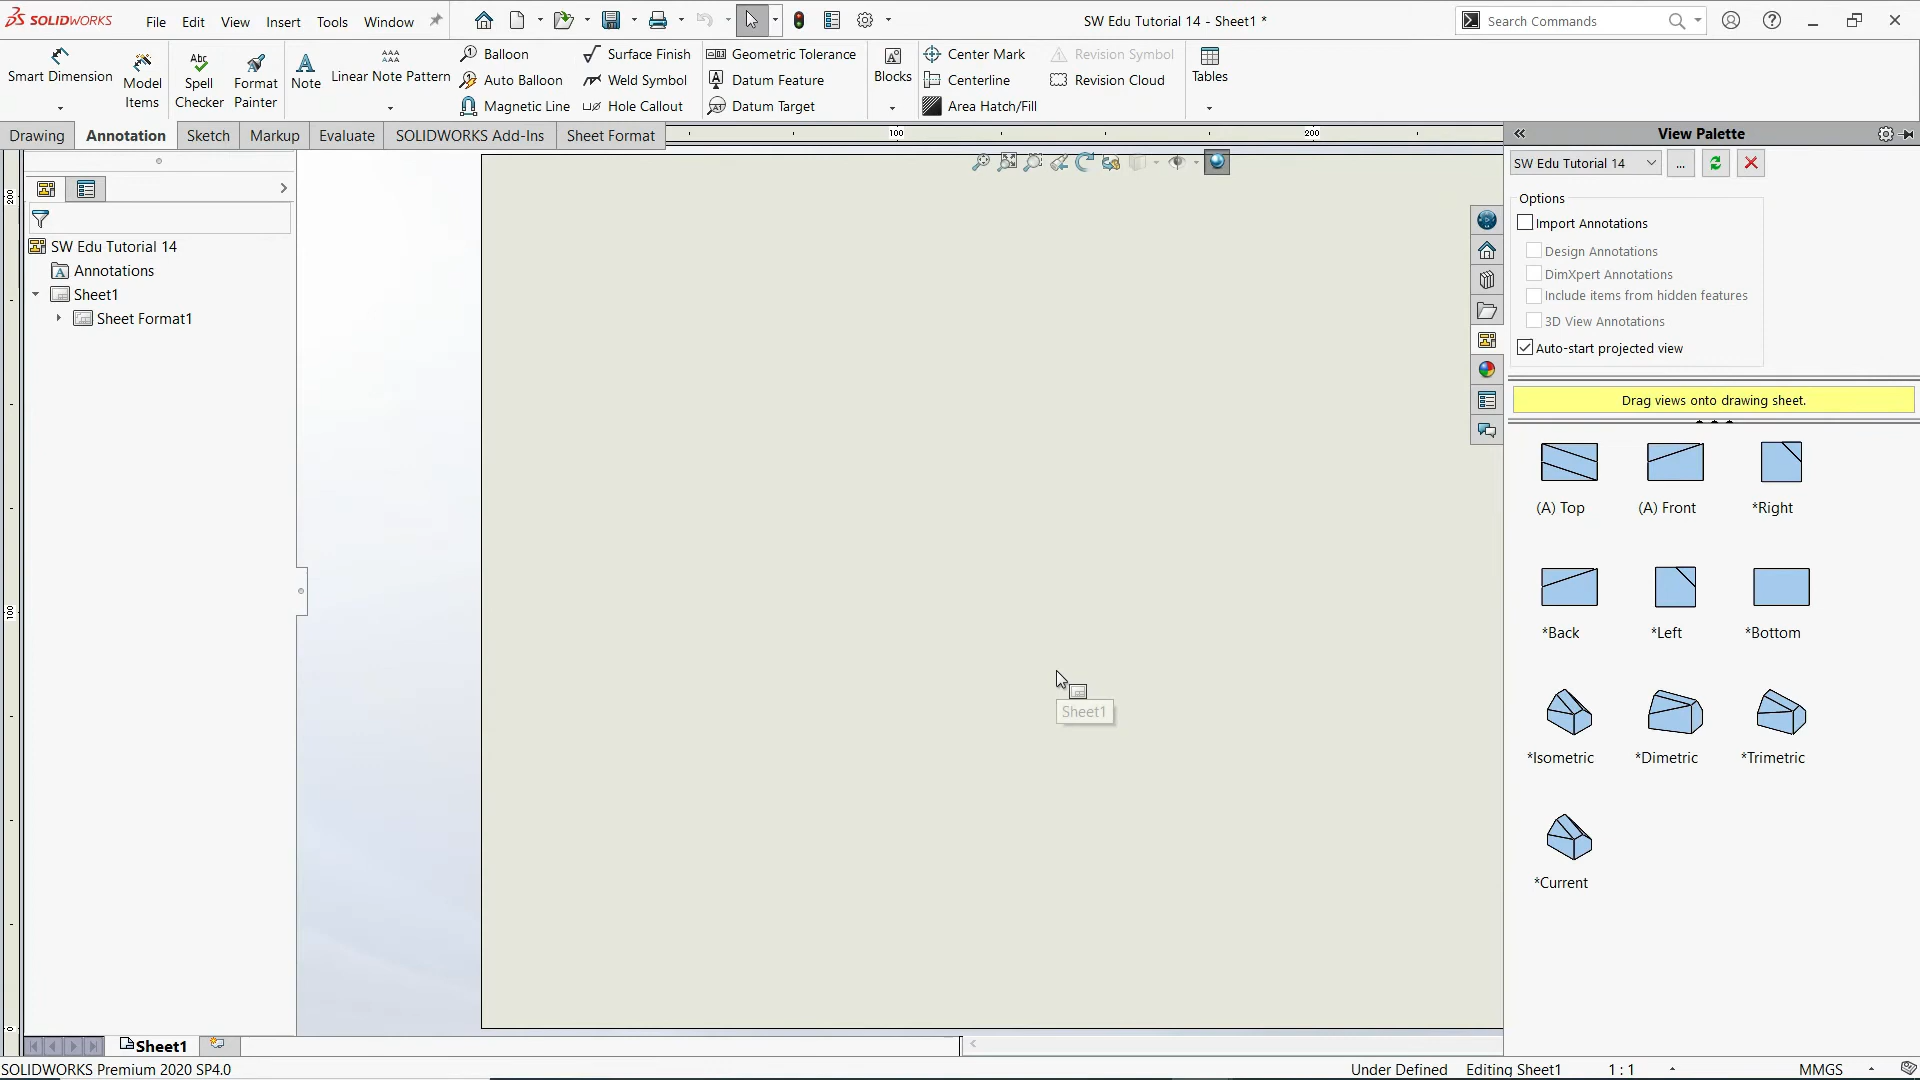 SOLIDWORKS File Edit View Insert Tools Window SW Edu Tutorial 14 - Sheet1 * Search Commands
Smart Dimension
Model Items
Spell Checker
Format Painter
Note
Linear Note Pattern
Balloon
Auto Balloon
Magnetic Line
Surface Finish
Weld Symbol
Hole Callout
Geometric Tolerance
Datum Feature
Datum Target
Blocks
Center Mark
Centerline
Area Hatch/Fill
Revision Symbol
Revision Cloud
Tables
Drawing Annotation Sketch Markup Evaluate SOLIDWORKS Add-Ins Sheet Format
100 200
200
100
0
SW Edu Tutorial 14
Annotations
Sheet1
Sheet Format1
Sheet1
View Palette
SW Edu Tutorial 14 ...
Options
Import Annotations
Design Annotations
DimXpert Annotations
Include items from hidden features
3D View Annotations
Auto-start projected view
Drag views onto drawing sheet.
(A) Top (A) Front *Right
*Back *Left *Bottom
*Isometric *Dimetric *Trimetric
*Current
Sheet1
SOLIDWORKS Premium 2020 SP4.0 Under Defined Editing Sheet1 1 : 1 MMGS